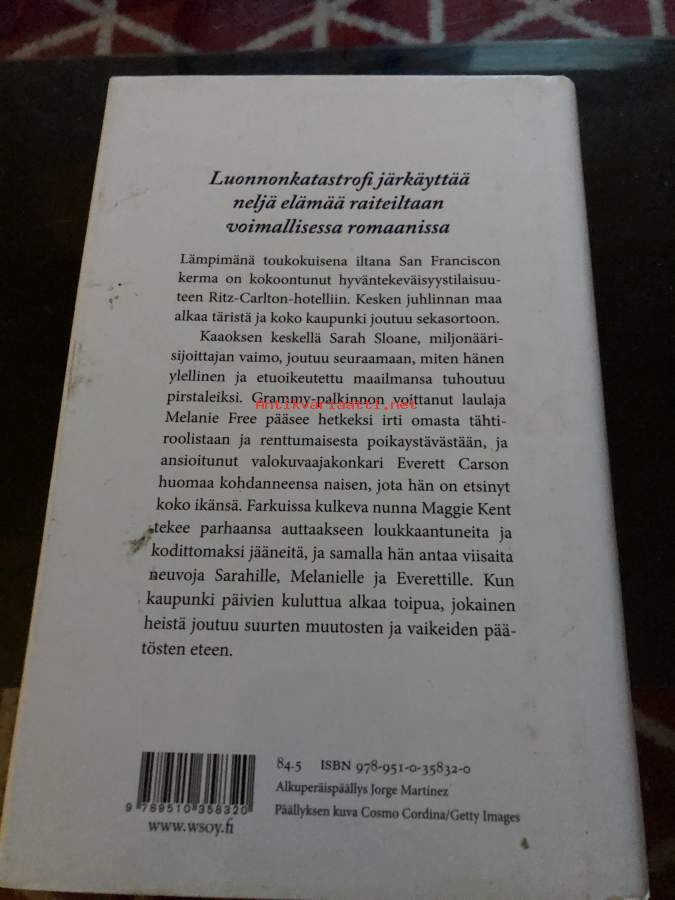 Luonnonkatastrofi järkäyttää
neljä elämää raiteiltaan
voimallisessa romaanissa
Lämpimänä toukokuisena iltana San Franciscon
kerma on kokoontunut hyväntekeväisyystilaisuu-
teen Ritz-Carlton-hotelliin. Kesken juhlinnan maa
alkaa täristä ja koko kaupunki joutuu sekasortoon.
Kaaoksen keskellä Sarah Sloane, miljonääri-
sijoittajan vaimo, joutuu seuraamaan, miten hänen
ylellinen ja etuoikeutettu maailmansa tuhoutuu
pirstaleiksi. Grammy-palkinnon voittanut laulaja
Antikvariaatti.net
Melanie Free pääsee hetkeksi irti omasta tähti-
roolistaan ja renttumaisesta poikaystävästään, ja
ansioitunut valokuvaajakonkari Everett Carson
huomaa kohdanneensa naisen, jota hän on etsinyt
koko ikänsä. Farkuissa kulkeva nunna Maggie Kent
tekee parhaansa auttaakseen loukkaantuneita ja
kodittomaksi jääneitä, ja samalla hän antaa viisaita
neuvoja Sarahille, Melanielle ja Everettille. Kun
kaupunki päivien kuluttua alkaa toipua, jokainen
heistä joutuu suurten muutosten ja vaikeiden pää-
tösten eteen.
84.5 ISBN 978-951-0-35832-0
Alkuperäispäällys Jorge Martínez
Päällyksen kuva Cosmo Cordina/Getty Images
9 789510 358320
www.wsoy.fi